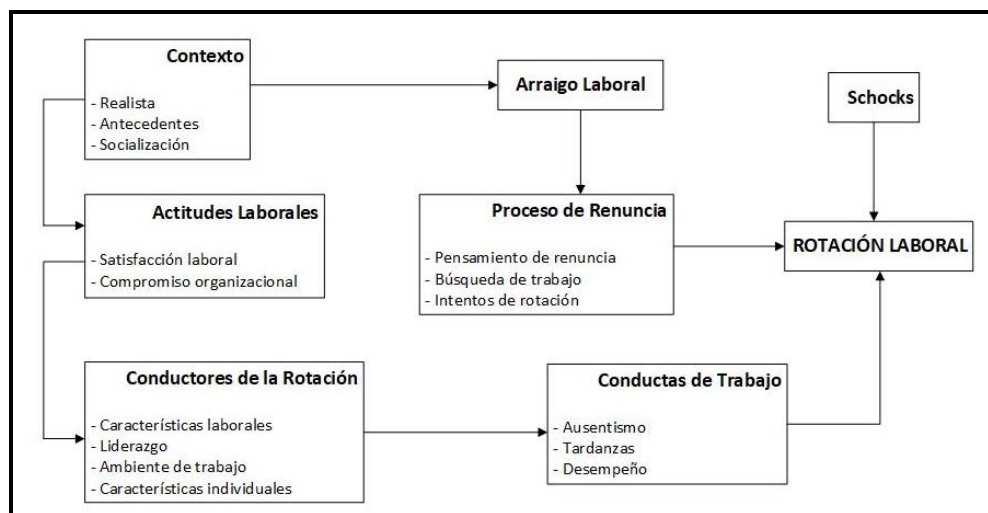 Contexto
- Realista
- Antecedentes
- Socialización
Arraigo Laboral
Schocks
Actitudes Laborales
- Satisfacción laboral
- Compromiso organizacional
Proceso de Renuncia
- Pensamiento de renuncia
- Búsqueda de trabajo
- Intentos de rotación
ROTACIÓN LABORAL
Conductores de la Rotación
- Características laborales
- Liderazgo
- Ambiente de trabajo
- Características individuales
Conductas de Trabajo
- Ausentismo
- Tardanzas
- Desempeño